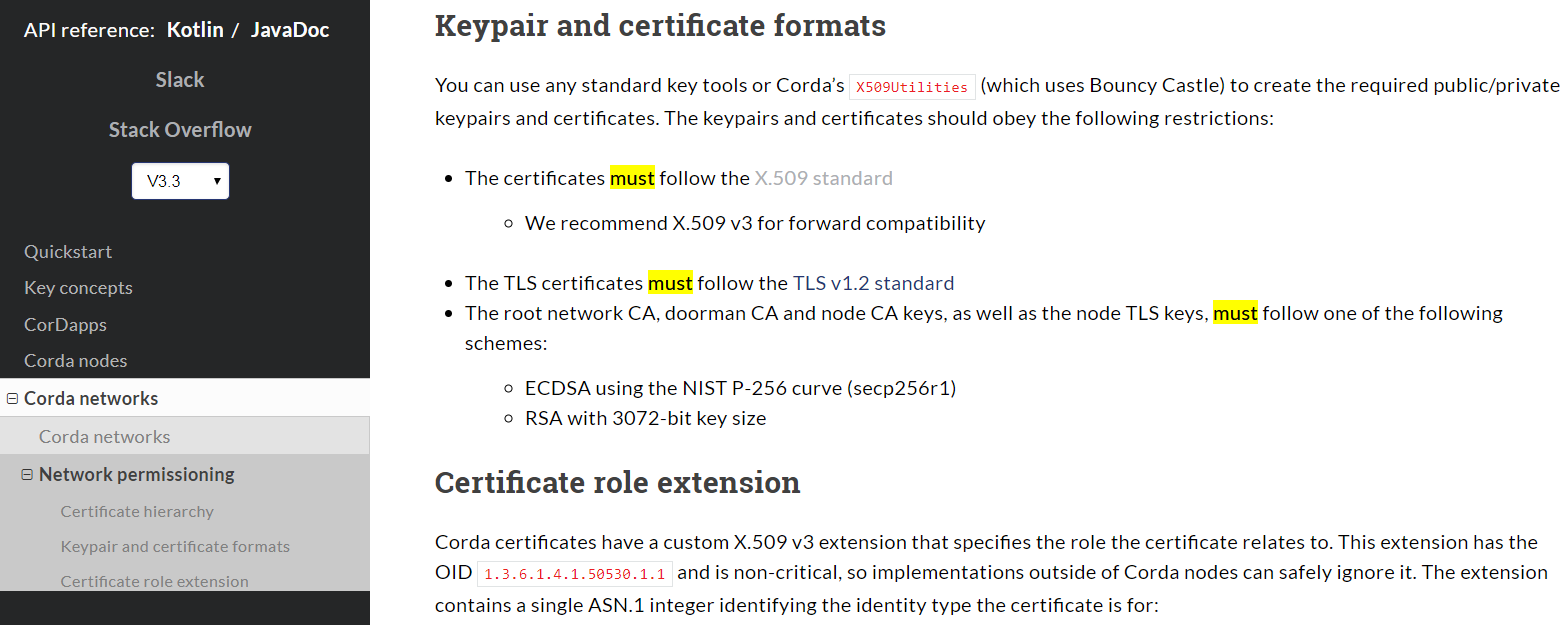 API reference: Kotlin / JavaDoc
Slack
Stack Overflow
V3.3
Quickstart
Key concepts
CorDapps
Corda nodes
Corda networks
Corda networks
Network permissioning
Certificate hierarchy
Keypair and certificate formats
Certificate role extension
Keypair and certificate formats
You can use any standard key tools or Corda’s X509Utilities (which uses Bouncy Castle) to create the required public/private
keypairs and certificates. The keypairs and certificates should obey the following restrictions:
The certificates must follow the X.509 standard
We recommend X.509 v3 for forward compatibility
The TLS certificates must follow the TLS v1.2 standard
The root network CA, doorman CA and node CA keys, as well as the node TLS keys, must follow one of the following
schemes:
ECDSA using the NIST P-256 curve (secp256r1)
RSA with 3072-bit key size
Certificate role extension
Corda certificates have a custom X.509 v3 extension that specifies the role the certificate relates to. This extension has the
OID 1.3.6.1.4.1.50530.1.1 and is non-critical, so implementations outside of Corda nodes can safely ignore it. The extension
contains a single ASN.1 integer identifying the identity type the certificate is for: